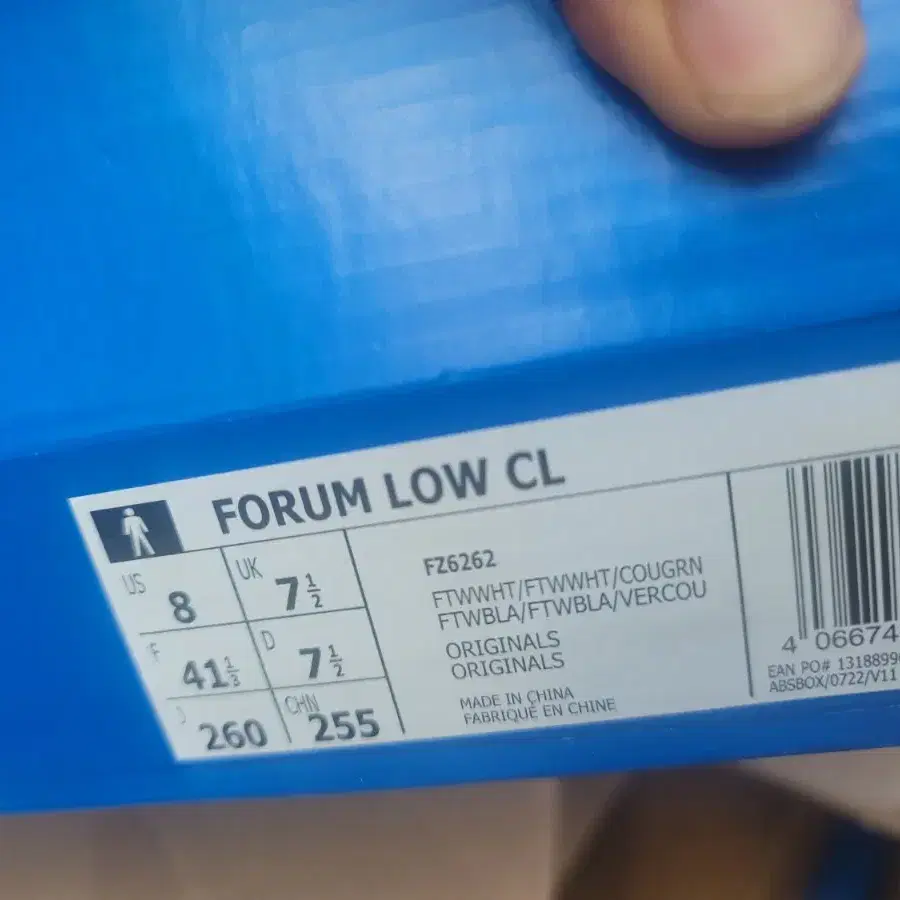 FORUM LOW CL
US 8 UK 7½
F 41⅓ D 7½
J 260 CHN 255
FZ6262
FTWWHT/FTWWHT/COUGRN
FTWBLA/FTWBLA/VERCOU
ORIGINALS
ORIGINALS
MADE IN CHINA
FABRIQUÉ EN CHINE
4 06674
EAN PO# 1318899
ABSBOX/0722/V11